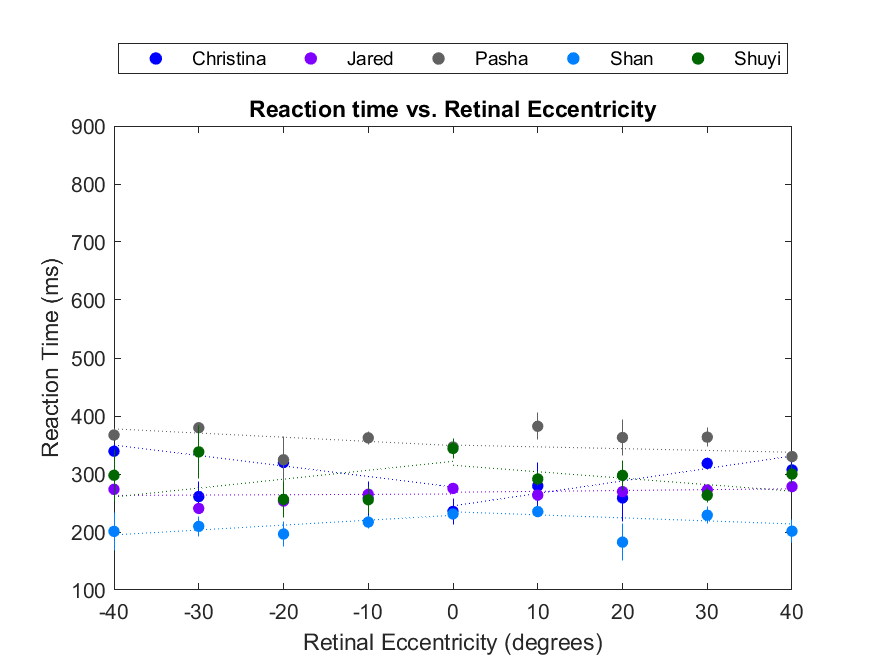 Christina Jared Pasha Shan Shuyi
Reaction time vs. Retinal Eccentricity
900
800
700
600
500
400
300
200
100
Reaction Time (ms)
-40 -30 -20 -10 0 10 20 30 40
Retinal Eccentricity (degrees)